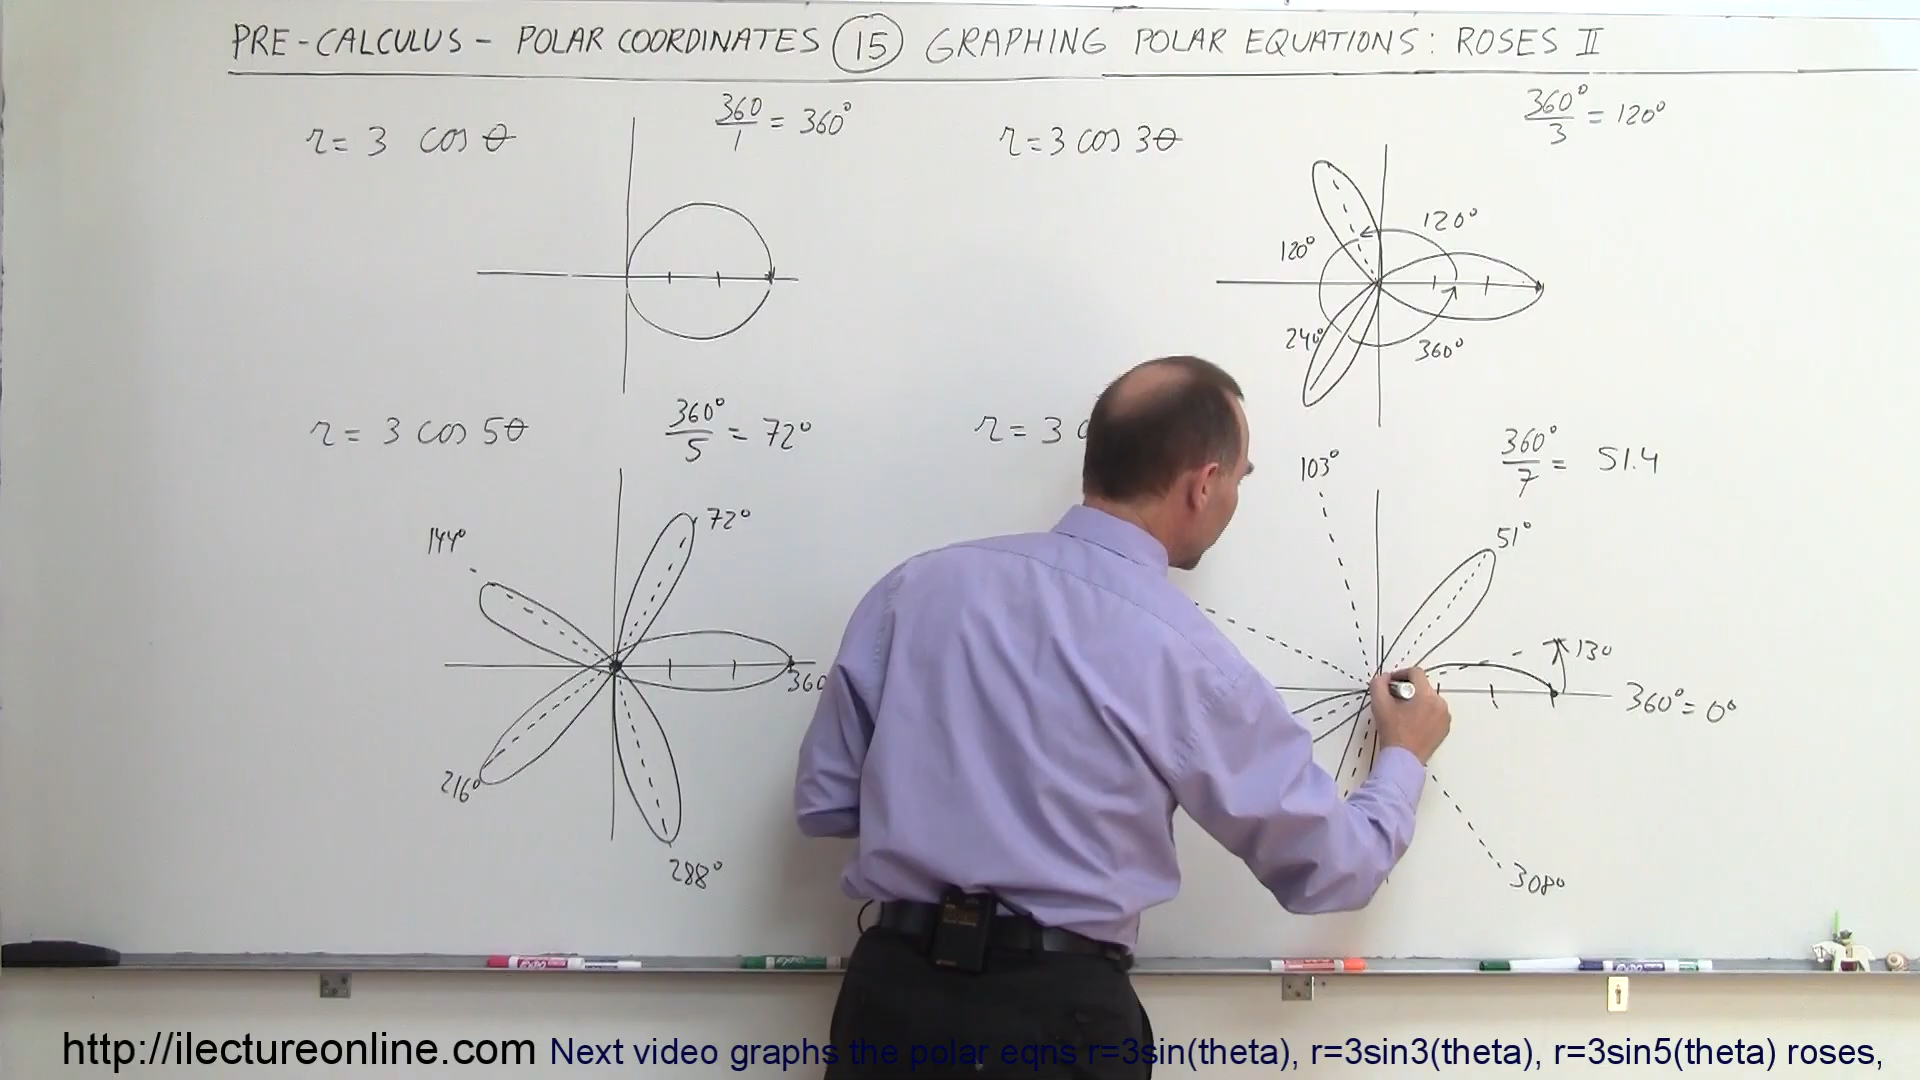 PRE-CALCULUS - POLAR COORDINATES 15 GRAPHING POLAR EQUATIONS: ROSES II
r = 3 cos θ
360/1 = 360°
r = 3 cos 3θ
360°/3 = 120°
120°
120°
240°
360°
r = 3 cos 5θ
360°/5 = 72°
72°
144°
216°
288°
360
r = 3
360°/7 = 51.4
103°
51°
13°
360° = 0°
308°
http://ilectureonline.com Next video graphs the polar eqns r=3sin(theta), r=3sin3(theta), r=3sin5(theta) roses,